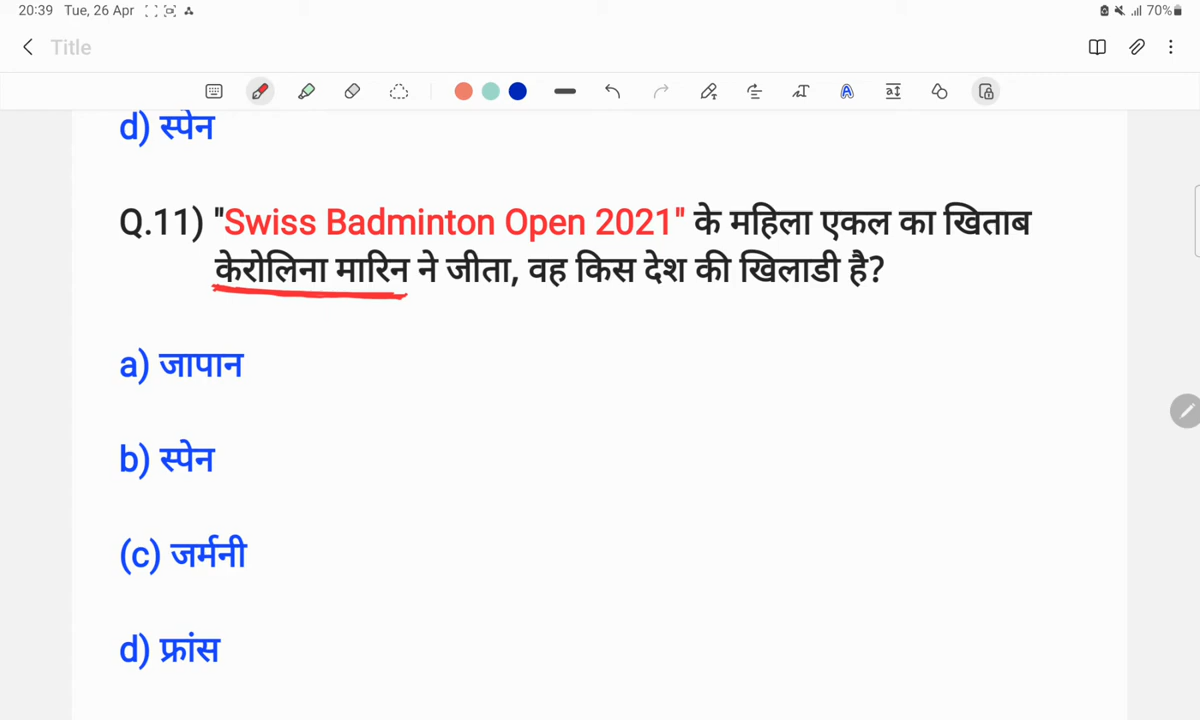 20:39 Tue, 26 Apr 70%
Title
d) स्पेन
Q.11) "Swiss Badminton Open 2021" के महिला एकल का खिताब
केरोलिना मारिन ने जीता, वह किस देश की खिलाडी है?
a) जापान
b) स्पेन
(c) जर्मनी
d) फ्रांस